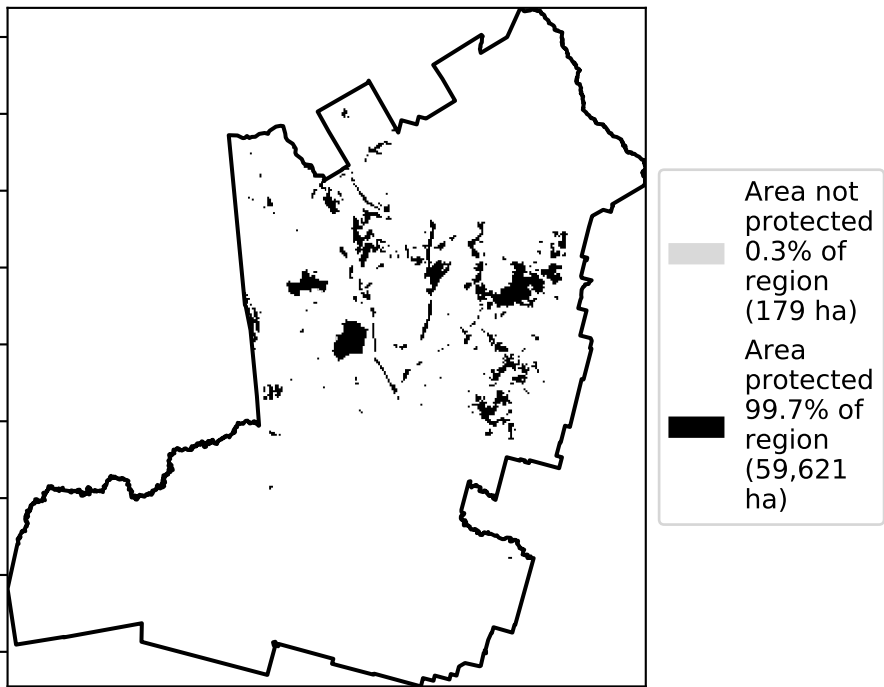 Area not
protected
0.3% of
region
(179 ha)
Area
protected
99.7% of
region
(59,621
ha)